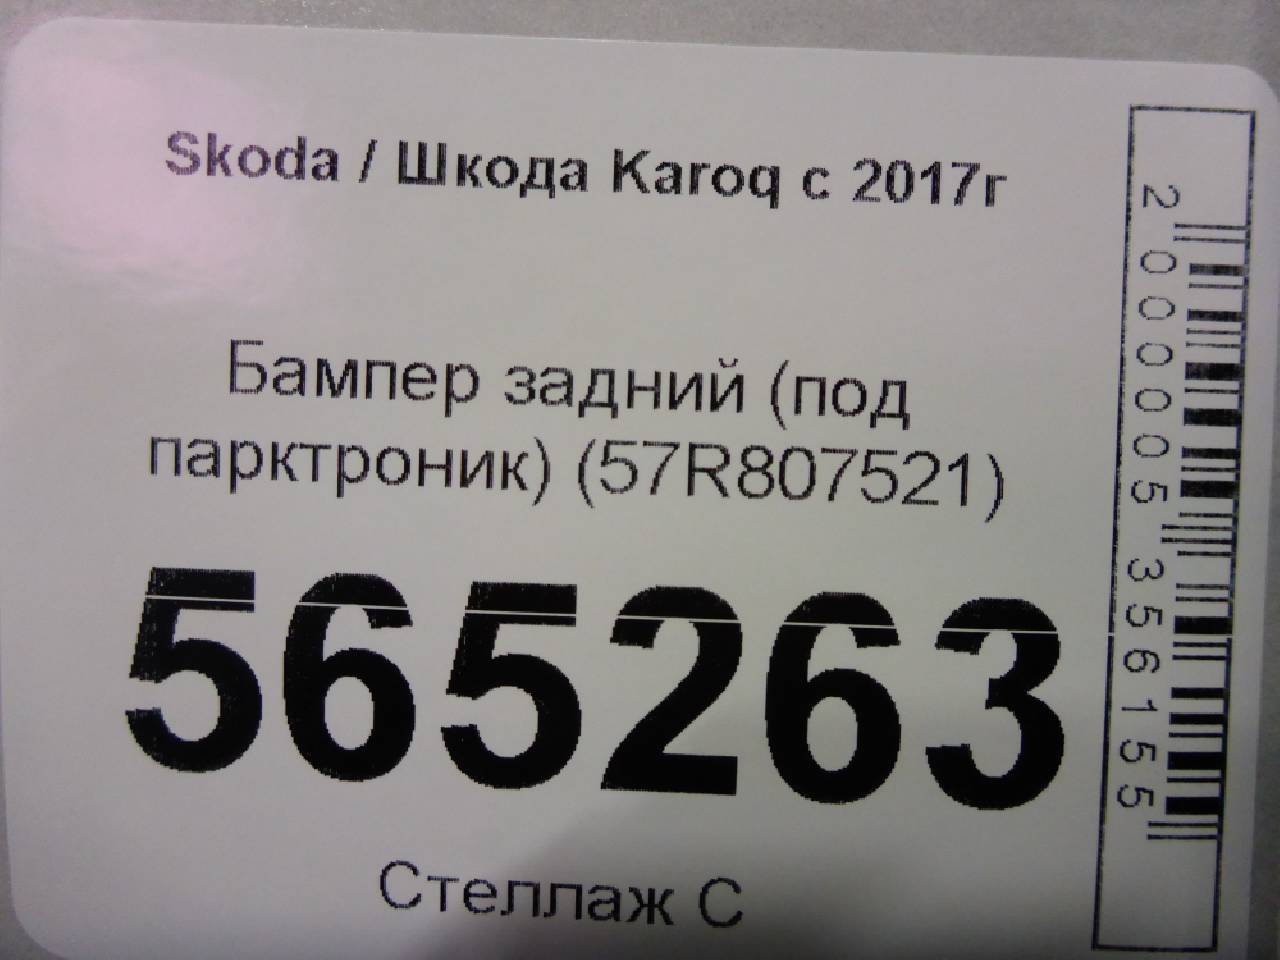 Skoda / Шкода Karoq с 2017г
Бампер задний (под
парктроник) (57R807521)
565263
Стеллаж С
2000005356155